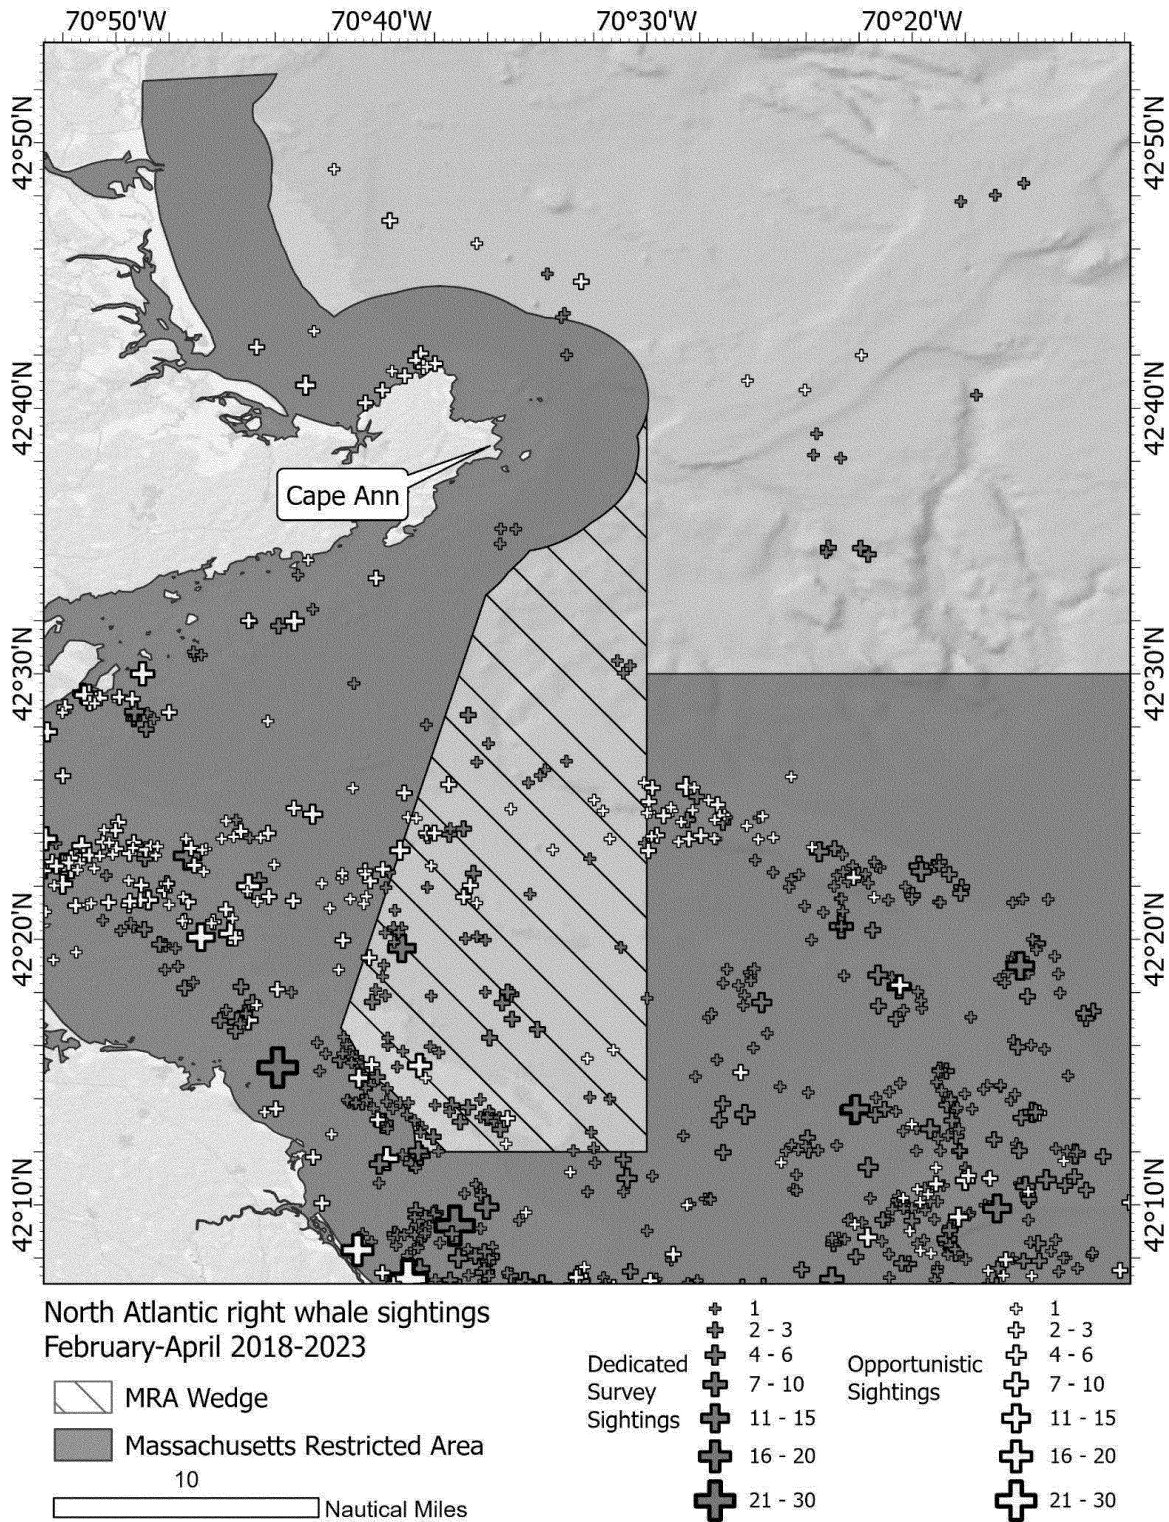 70°50'W 70°40'W 70°30'W 70°20'W
42°50'N 42°50'N
42°40'N 42°40'N
Cape Ann
42°30'N 42°30'N
42°20'N 42°20'N
42°10'N 42°10'N
North Atlantic right whale sightings
February-April 2018-2023
MRA Wedge
Massachusetts Restricted Area
10
Nautical Miles
Dedicated
Survey
Sightings
1
2 - 3
4 - 6
7 - 10
11 - 15
16 - 20
21 - 30
Opportunistic
Sightings
1
2 - 3
4 - 6
7 - 10
11 - 15
16 - 20
21 - 30